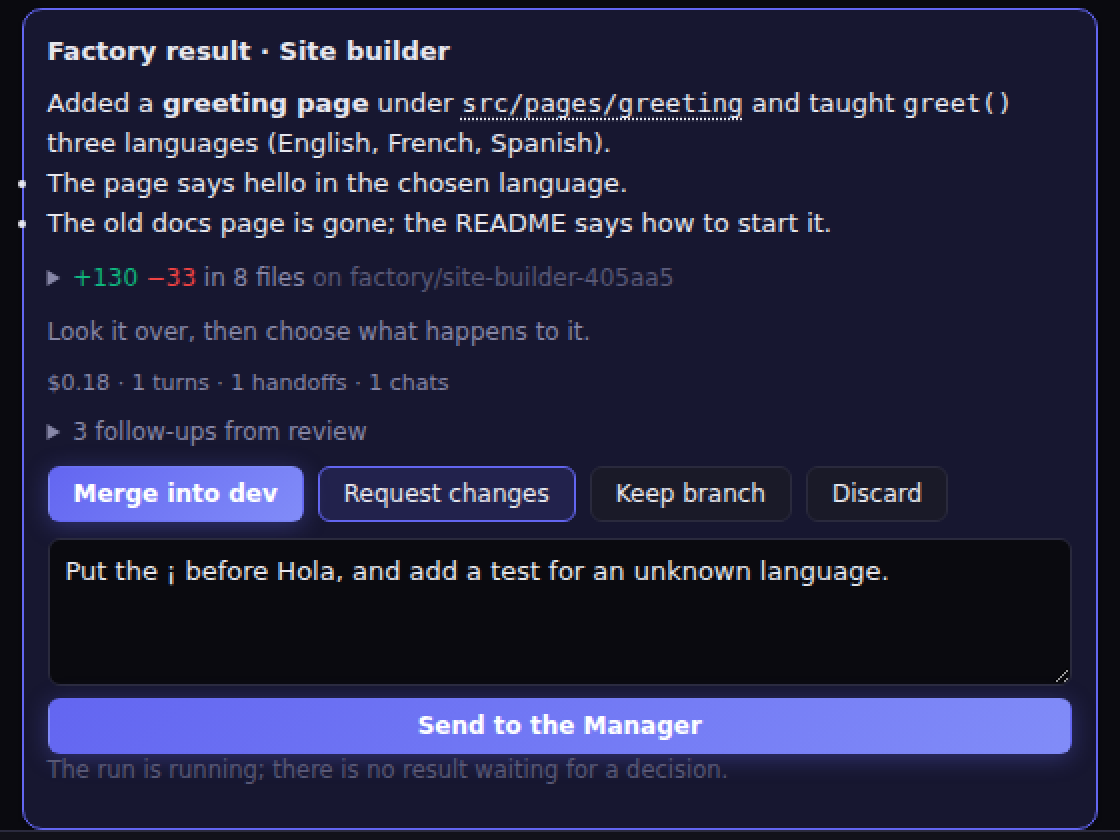 Factory result · Site builder
Added a greeting page under src/pages/greeting and taught greet()
three languages (English, French, Spanish).
• The page says hello in the chosen language.
• The old docs page is gone; the README says how to start it.
▶ +130 −33 in 8 files on factory/site-builder-405aa5
Look it over, then choose what happens to it.
$0.18 · 1 turns · 1 handoffs · 1 chats
▶ 3 follow-ups from review
Merge into dev Request changes Keep branch Discard
Put the ¡ before Hola, and add a test for an unknown language.
Send to the Manager
The run is running; there is no result waiting for a decision.